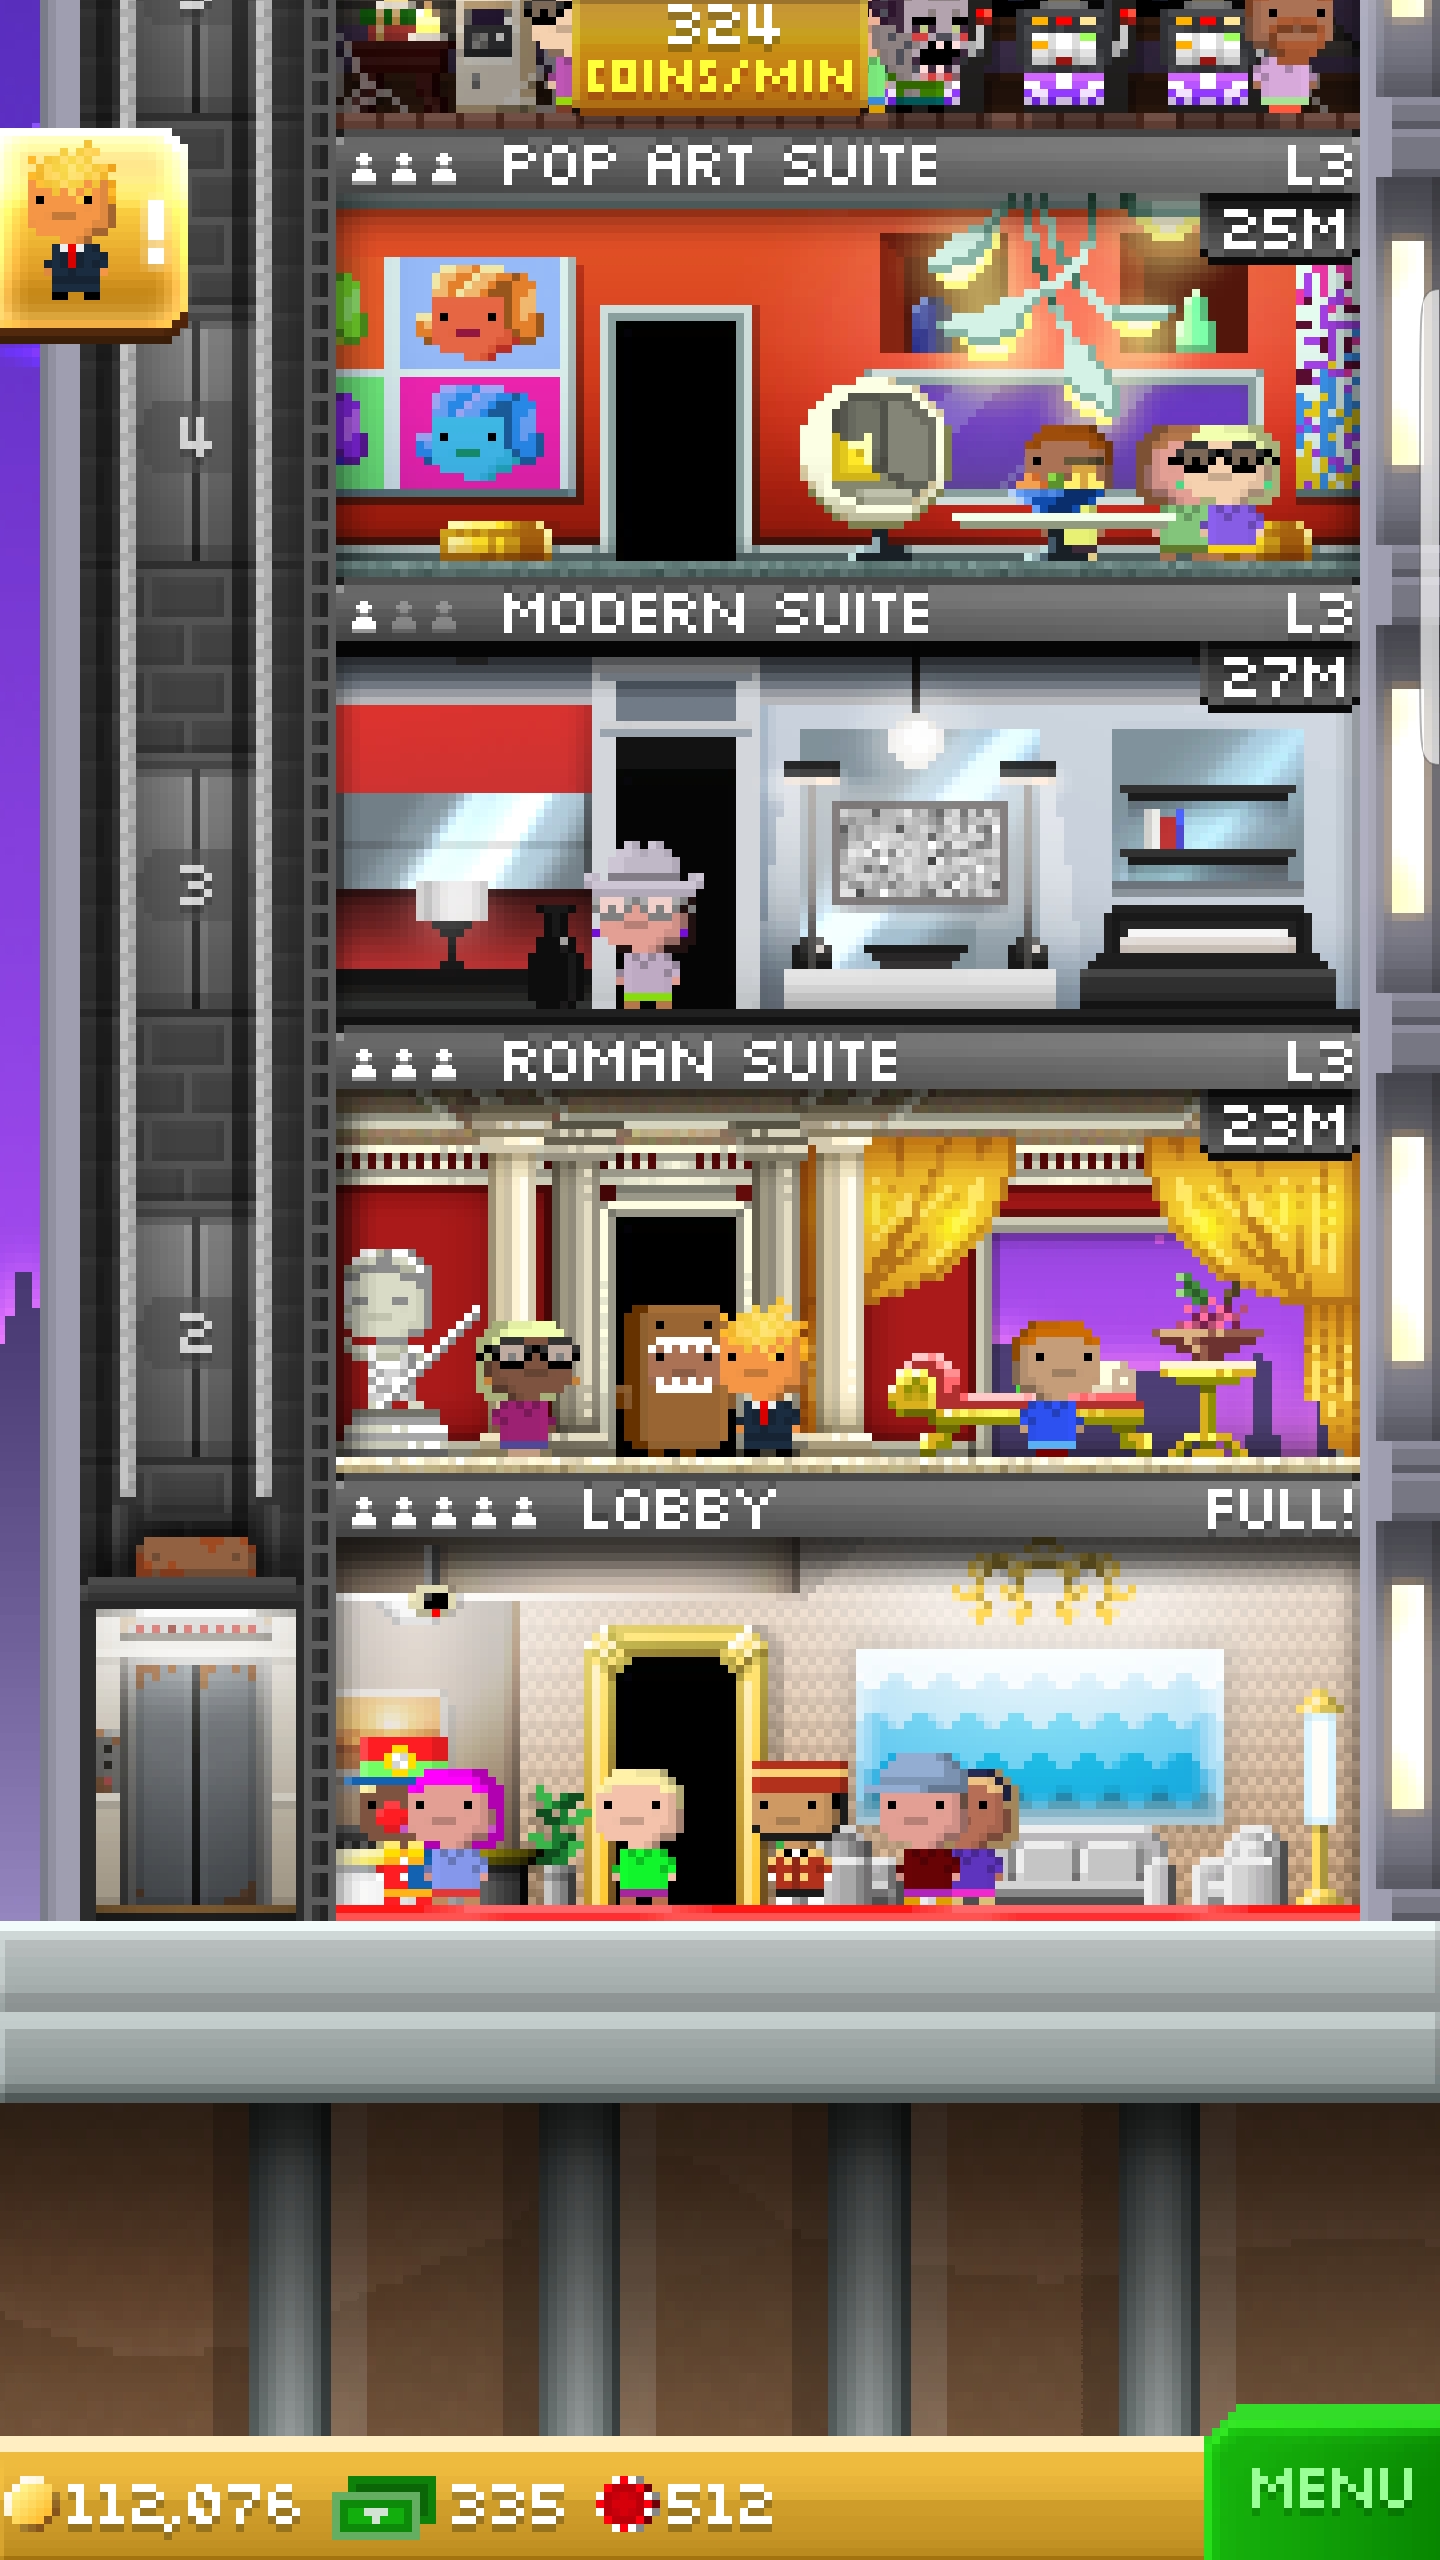 324
COINS/MIN
POP ART SUITE L3
25M
!
4
MODERN SUITE L3
27M
3
ROMAN SUITE L3
23M
2
LOBBY FULL!
112,076 335 512
MENU